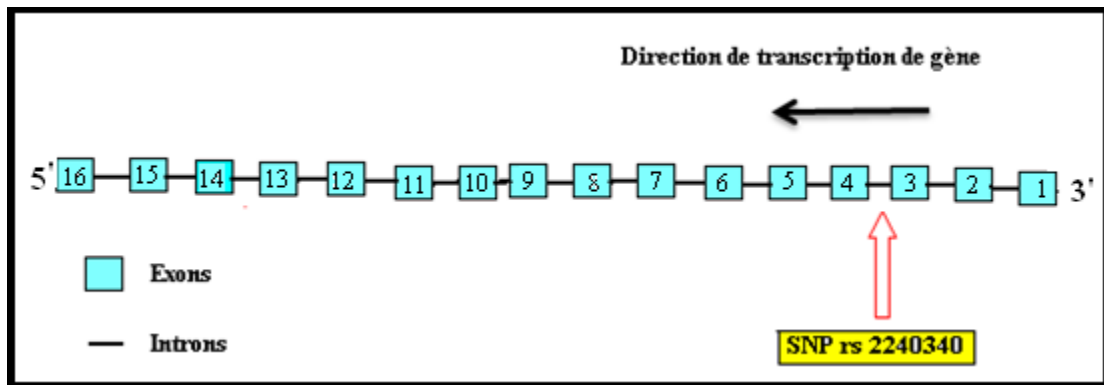 Direction de transcription de gène
5' 16 15 14 13 12 11 10 9 8 7 6 5 4 3 2 1 3'
Exons
Introns
SNP rs 2240340